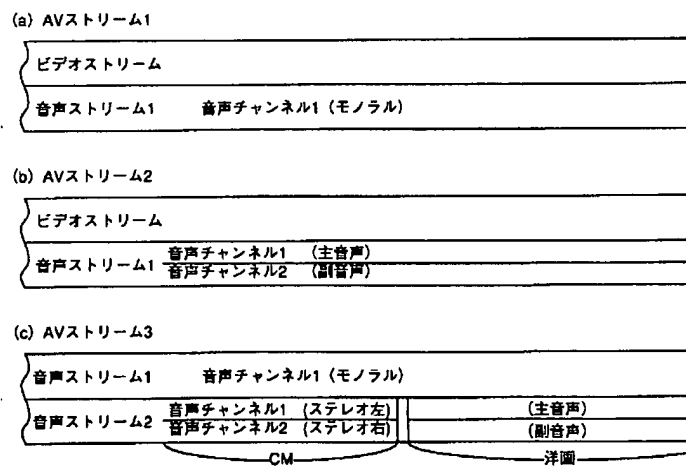 (a) AVストリーム1
ビデオストリーム
音声ストリーム1 音声チャンネル1(モノラル)
(b) AVストリーム2
ビデオストリーム
音声ストリーム1
音声チャンネル1 (主音声)
音声チャンネル2 (副音声)
(c) AVストリーム3
音声ストリーム1 音声チャンネル1(モノラル)
音声ストリーム2
音声チャンネル1 (ステレオ左) (主音声)
音声チャンネル2 (ステレオ右) (副音声)
CM 洋画